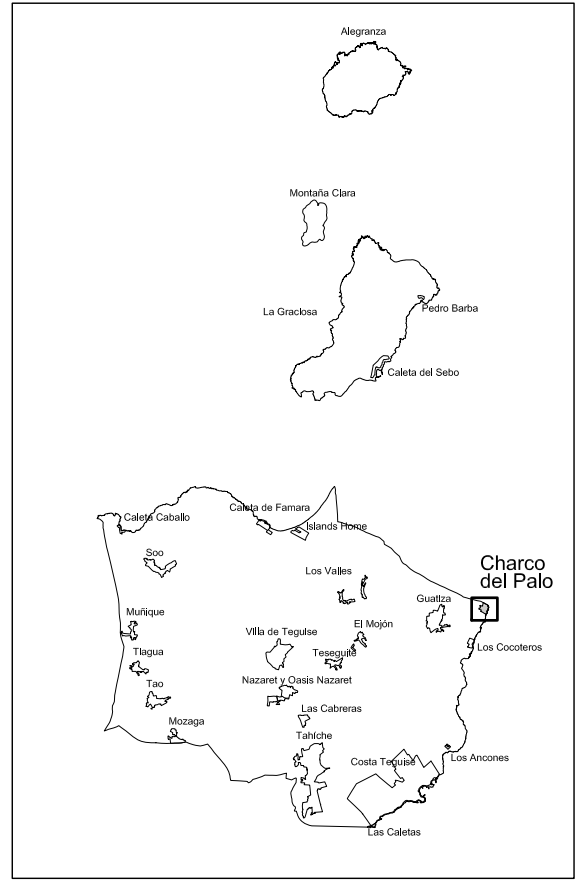 Alegranza
Montaña Clara
La Graciosa
Pedro Barba
Caleta del Sebo
Caleta Caballo
Caleta de Famara
Islands Home
Soo
Los Valles
Charco
del Palo
Guatiza
Muñique
El Mojón
Villa de Teguise
Los Cocoteros
Tiagua
Teseguite
Tao
Nazaret y Oasis Nazaret
Las Cabreras
Mozaga
Tahíche
Costa Teguise
Los Ancones
Las Caletas